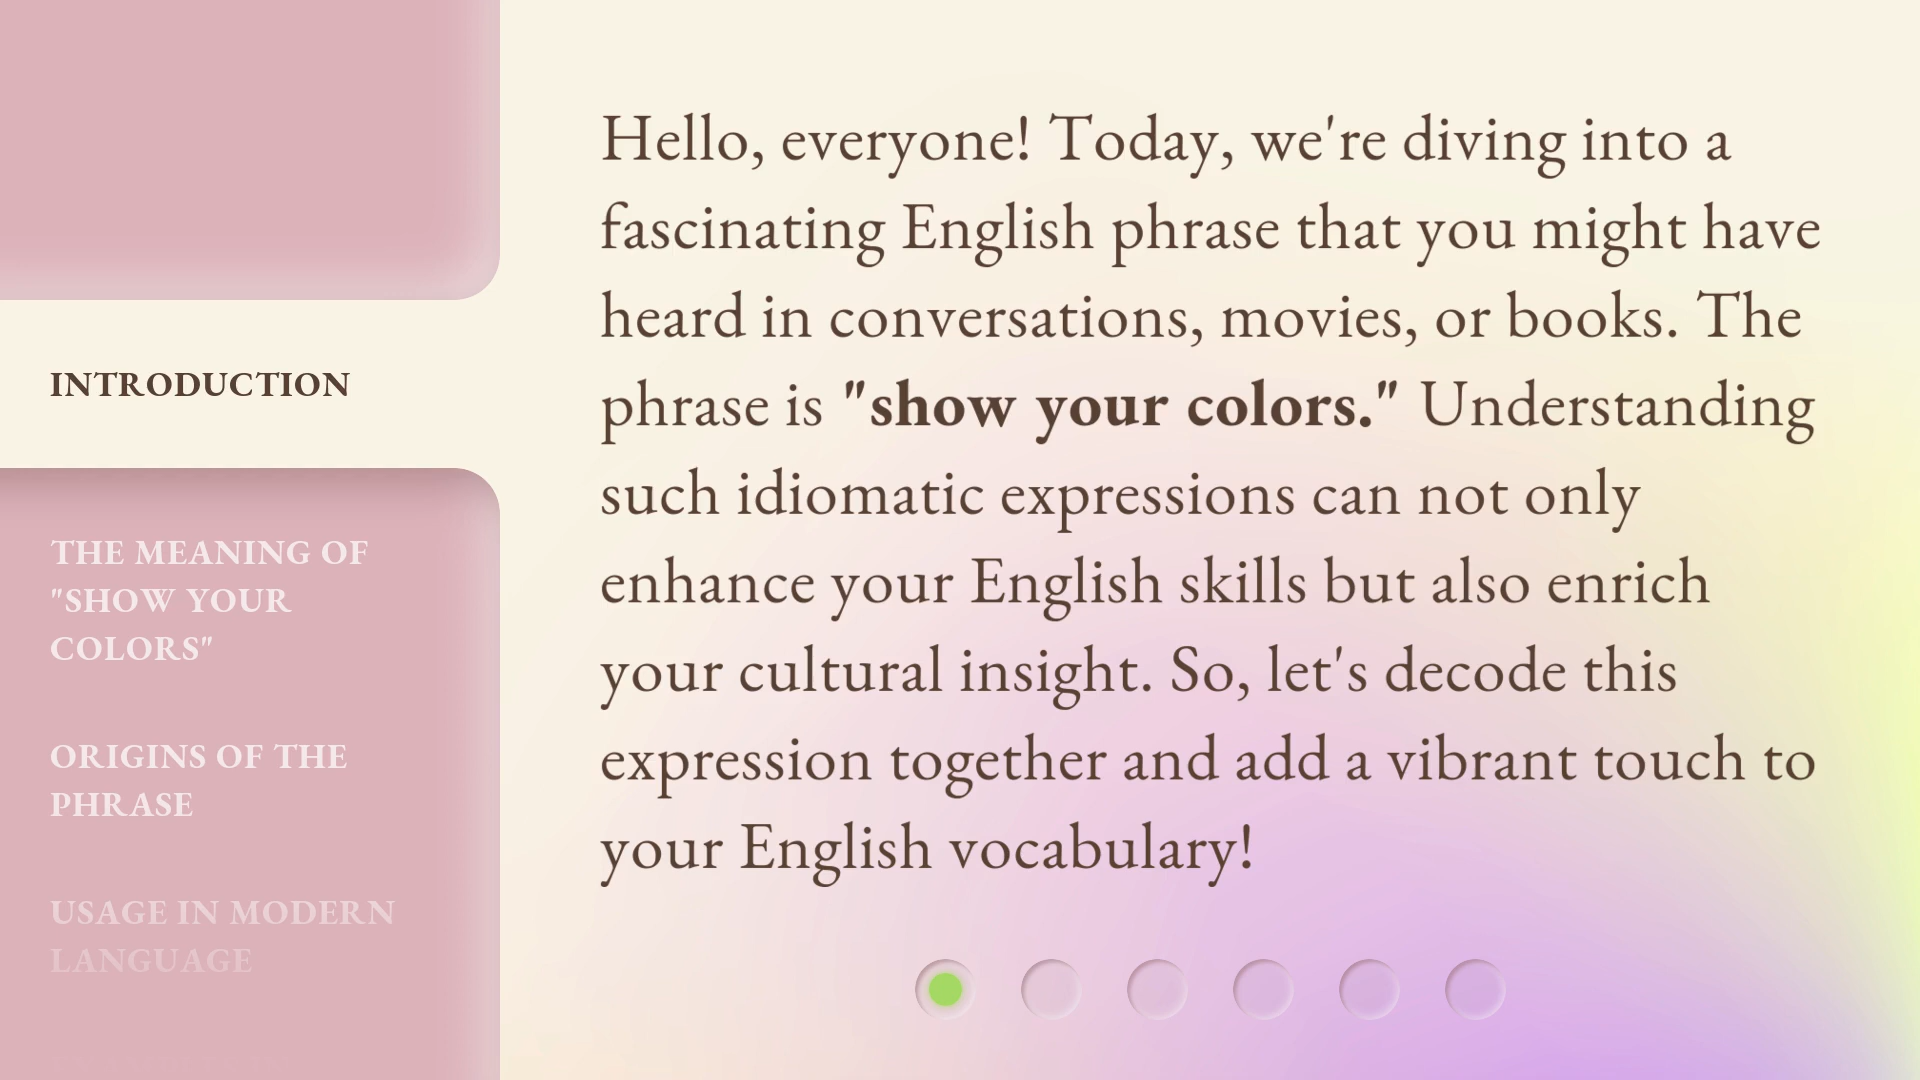 INTRODUCTION
THE MEANING OF
"SHOW YOUR
COLORS"
ORIGINS OF THE
PHRASE
USAGE IN MODERN
LANGUAGE
Hello, everyone! Today, we're diving into a
fascinating English phrase that you might have
heard in conversations, movies, or books. The
phrase is "show your colors." Understanding
such idiomatic expressions can not only
enhance your English skills but also enrich
your cultural insight. So, let's decode this
expression together and add a vibrant touch to
your English vocabulary!